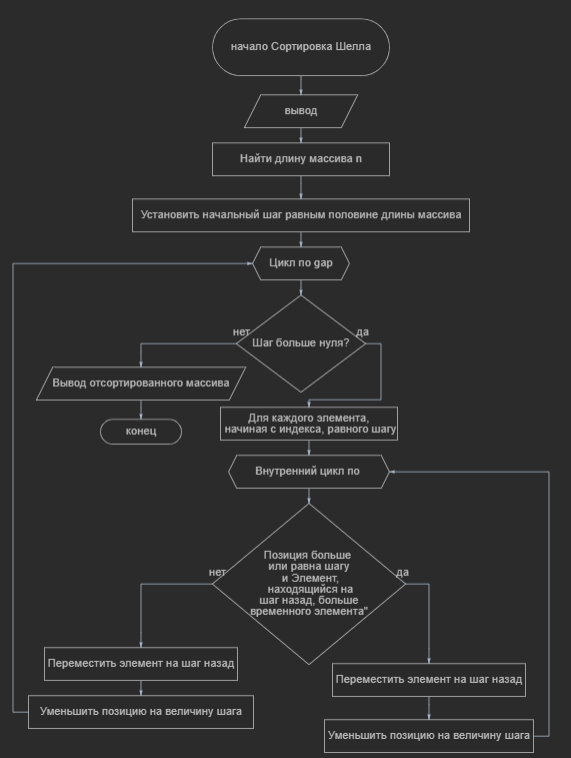 начало Сортировка Шелла
вывод
Найти длину массива n
Установить начальный шаг равным половине длины массива
Цикл по gap
нет
да
Шаг больше нуля?
Вывод отсортированного массива
конец
Для каждого элемента,
начиная с индекса, равного шагу
Внутренний цикл по
Позиция больше
или равна шагу
и Элемент,
находящийся на
шаг назад, больше
временного элемента"
нет
да
Переместить элемент на шаг назад
Уменьшить позицию на величину шага
Переместить элемент на шаг назад
Уменьшить позицию на величину шага